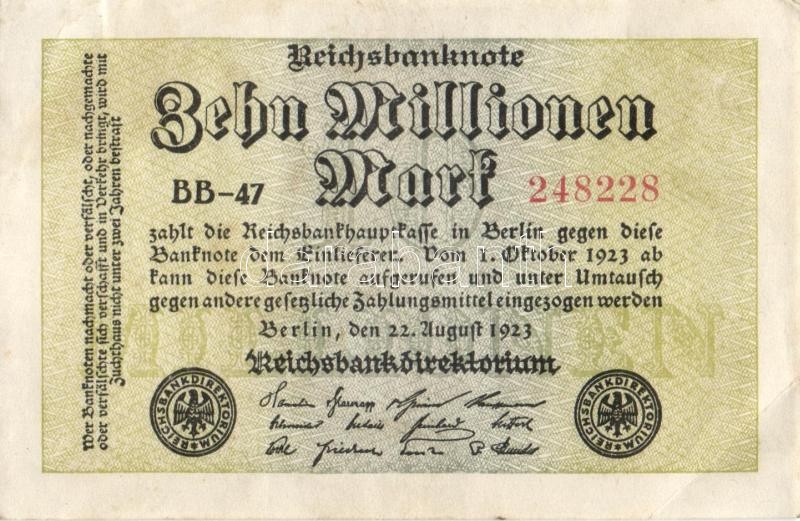 Reichsbanknote
Zehn Millionen
Mark
BB-47
248228
zahlt die Reichsbankhauptkasse in Berlin gegen diese
Banknote dem Einlieferer. Vom 1. Oktober 1923 ab
kann diese Banknote aufgerufen und unter Umtausch
gegen andere gesetzliche Zahlungsmittel eingezogen werden
Berlin, den 22. August 1923
Reichsbankdirektorium
REICHSBANKDIREKTORIUM
REICHSBANKDIREKTORIUM
Wer Banknoten nachmacht oder verfälscht, oder nachgemachte
oder verfälschte sich verschafft und in Verkehr bringt, wird mit
Zuchthaus nicht unter zwei Jahren bestraft